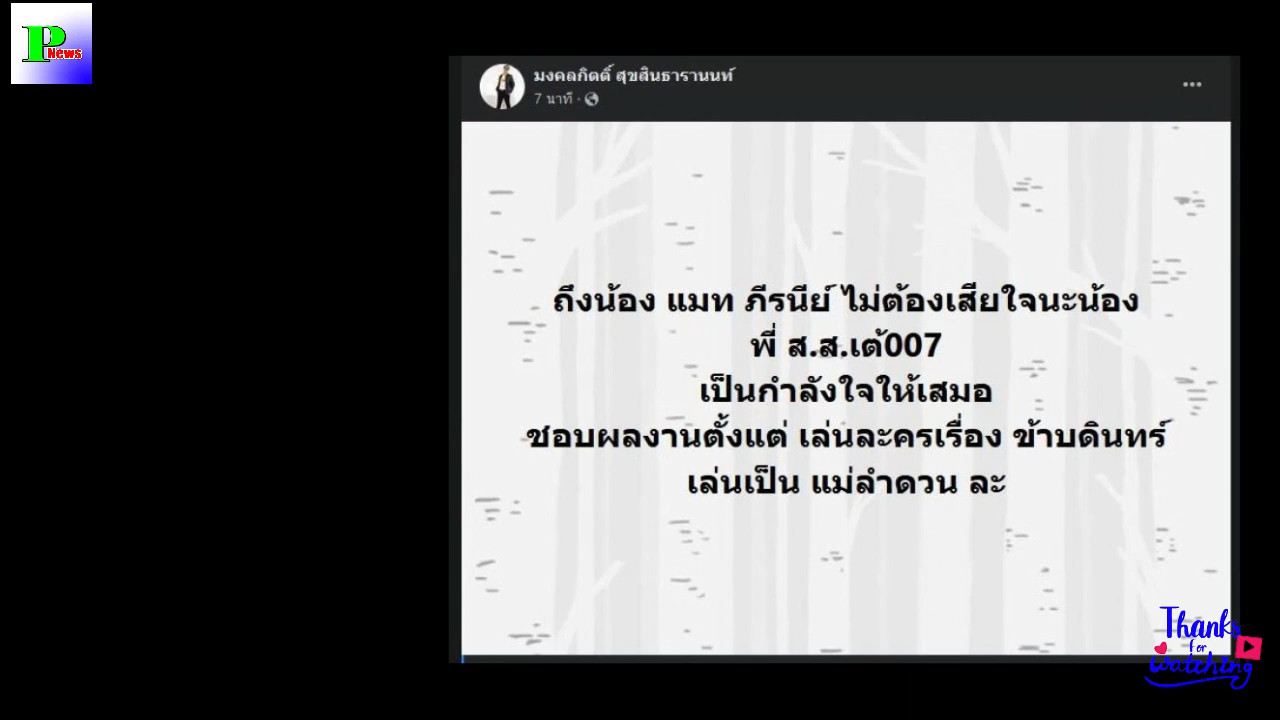 P
News
มงคลกิตติ์ สุขสินธารานนท์
7 นาที ·
ถึงน้อง แมท ภีรนีย์ ไม่ต้องเสียใจนะน้อง
พี่ ส.ส.เต้007
เป็นกำลังใจให้เสมอ
ชอบผลงานตั้งแต่ เล่นละครเรื่อง ข้าบดินทร์
เล่นเป็น แม่ลำดวน ละ
Thanks
for
watching